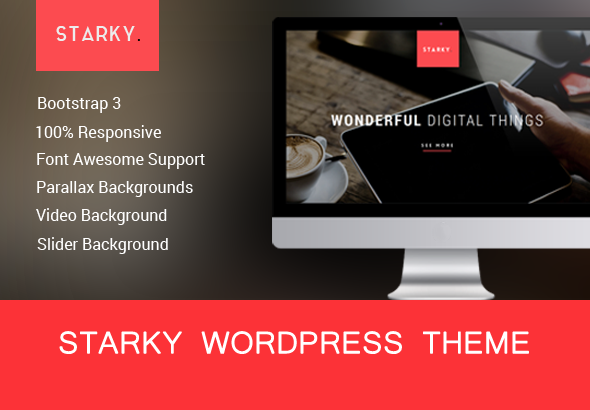 STARKY.
Bootstrap 3
100% Responsive
Font Awesome Support
Parallax Backgrounds
Video Background
Slider Background
STARKY
WONDERFUL DIGITAL THINGS
SEE MORE
STARKY WORDPRESS THEME